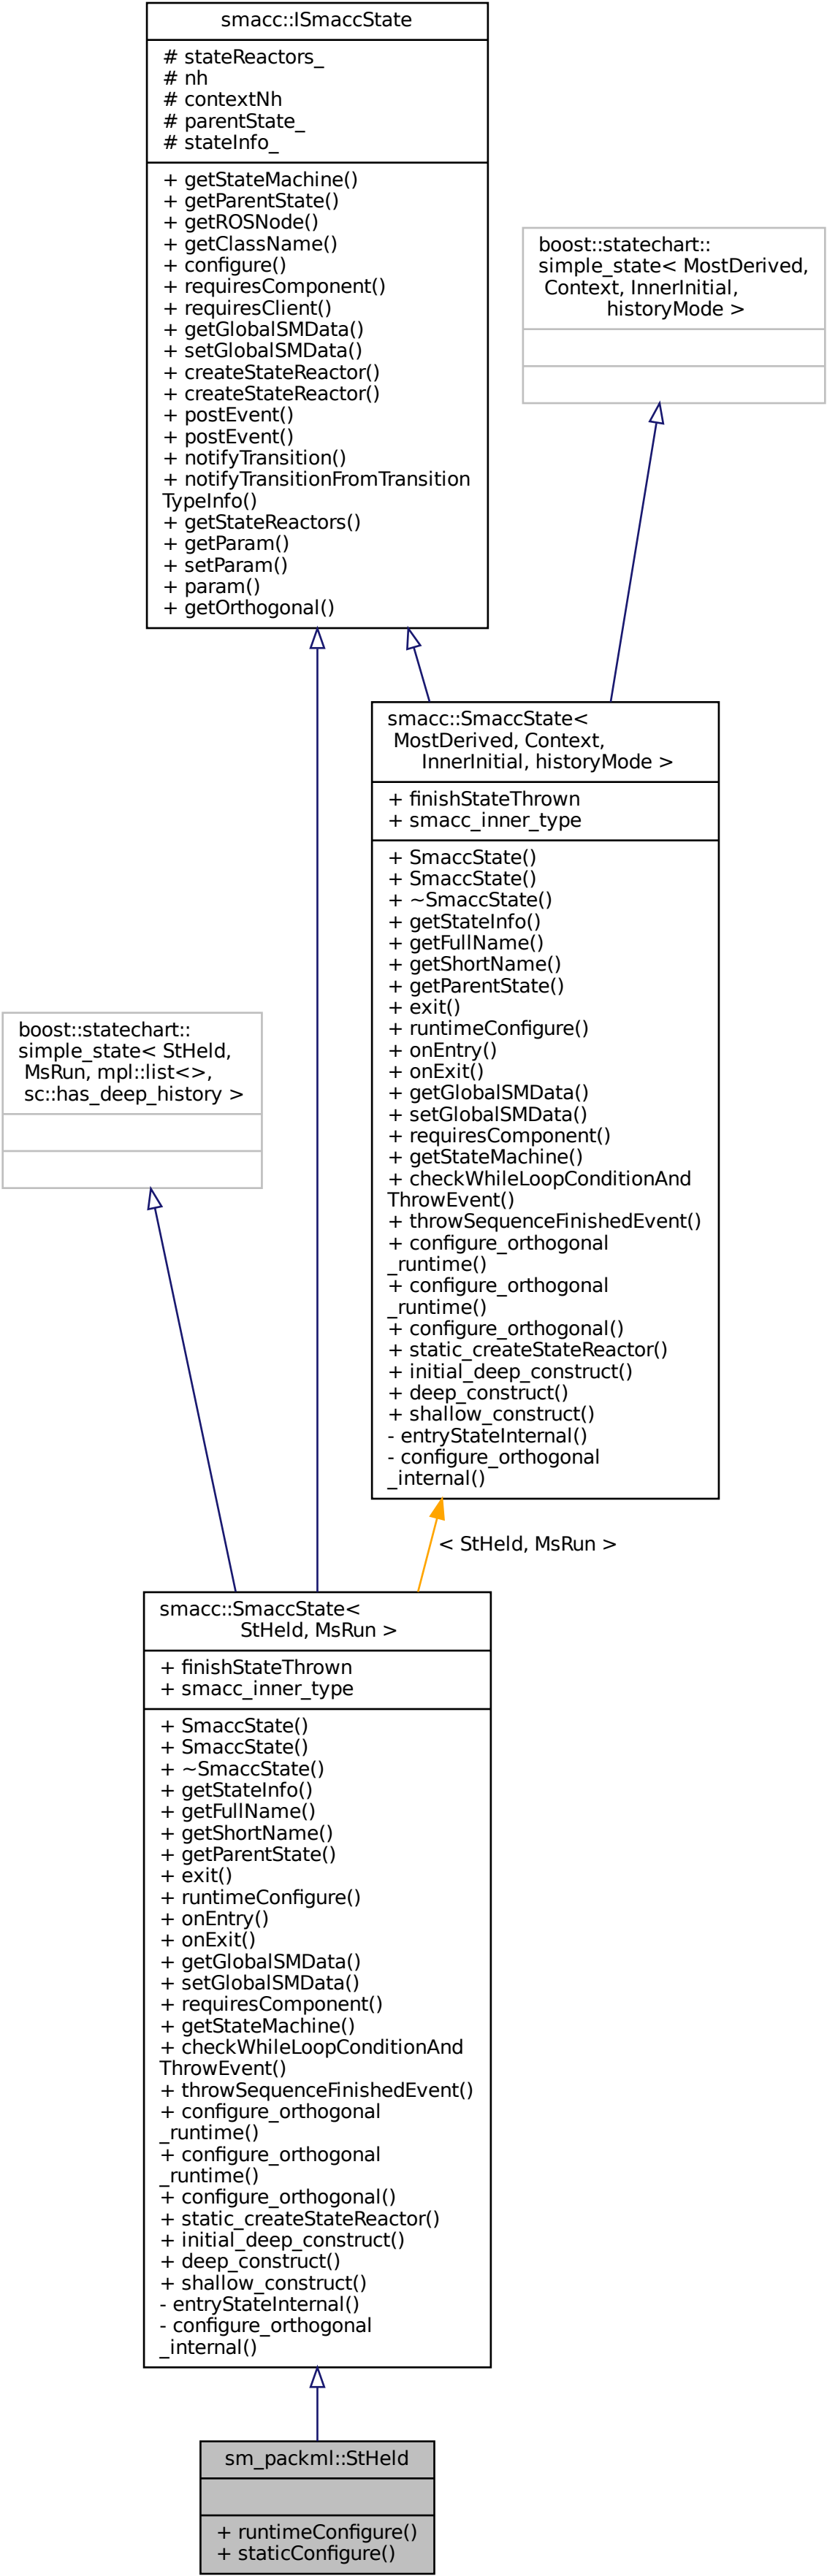 smacc::ISmaccState
# stateReactors_
# nh
# contextNh
# parentState_
# stateInfo_
+ getStateMachine()
+ getParentState()
+ getROSNode()
+ getClassName()
+ configure()
+ requiresComponent()
+ requiresClient()
+ getGlobalSMData()
+ setGlobalSMData()
+ createStateReactor()
+ createStateReactor()
+ postEvent()
+ postEvent()
+ notifyTransition()
+ notifyTransitionFromTransition
TypeInfo()
+ getStateReactors()
+ getParam()
+ setParam()
+ param()
+ getOrthogonal()
boost::statechart::
simple_state< MostDerived,
Context, InnerInitial,
historyMode >
smacc::SmaccState<
MostDerived, Context,
InnerInitial, historyMode >
+ finishStateThrown
+ smacc_inner_type
+ SmaccState()
+ SmaccState()
+ ~SmaccState()
+ getStateInfo()
+ getFullName()
+ getShortName()
+ getParentState()
+ exit()
+ runtimeConfigure()
+ onEntry()
+ onExit()
+ getGlobalSMData()
+ setGlobalSMData()
+ requiresComponent()
+ getStateMachine()
+ checkWhileLoopConditionAnd
ThrowEvent()
+ throwSequenceFinishedEvent()
+ configure_orthogonal
_runtime()
+ configure_orthogonal
_runtime()
+ configure_orthogonal()
+ static_createStateReactor()
+ initial_deep_construct()
+ deep_construct()
+ shallow_construct()
- entryStateInternal()
- configure_orthogonal
_internal()
boost::statechart::
simple_state< StHeld,
MsRun, mpl::list<>,
sc::has_deep_history >
< StHeld, MsRun >
smacc::SmaccState<
StHeld, MsRun >
+ finishStateThrown
+ smacc_inner_type
+ SmaccState()
+ SmaccState()
+ ~SmaccState()
+ getStateInfo()
+ getFullName()
+ getShortName()
+ getParentState()
+ exit()
+ runtimeConfigure()
+ onEntry()
+ onExit()
+ getGlobalSMData()
+ setGlobalSMData()
+ requiresComponent()
+ getStateMachine()
+ checkWhileLoopConditionAnd
ThrowEvent()
+ throwSequenceFinishedEvent()
+ configure_orthogonal
_runtime()
+ configure_orthogonal
_runtime()
+ configure_orthogonal()
+ static_createStateReactor()
+ initial_deep_construct()
+ deep_construct()
+ shallow_construct()
- entryStateInternal()
- configure_orthogonal
_internal()
sm_packml::StHeld
+ runtimeConfigure()
+ staticConfigure()